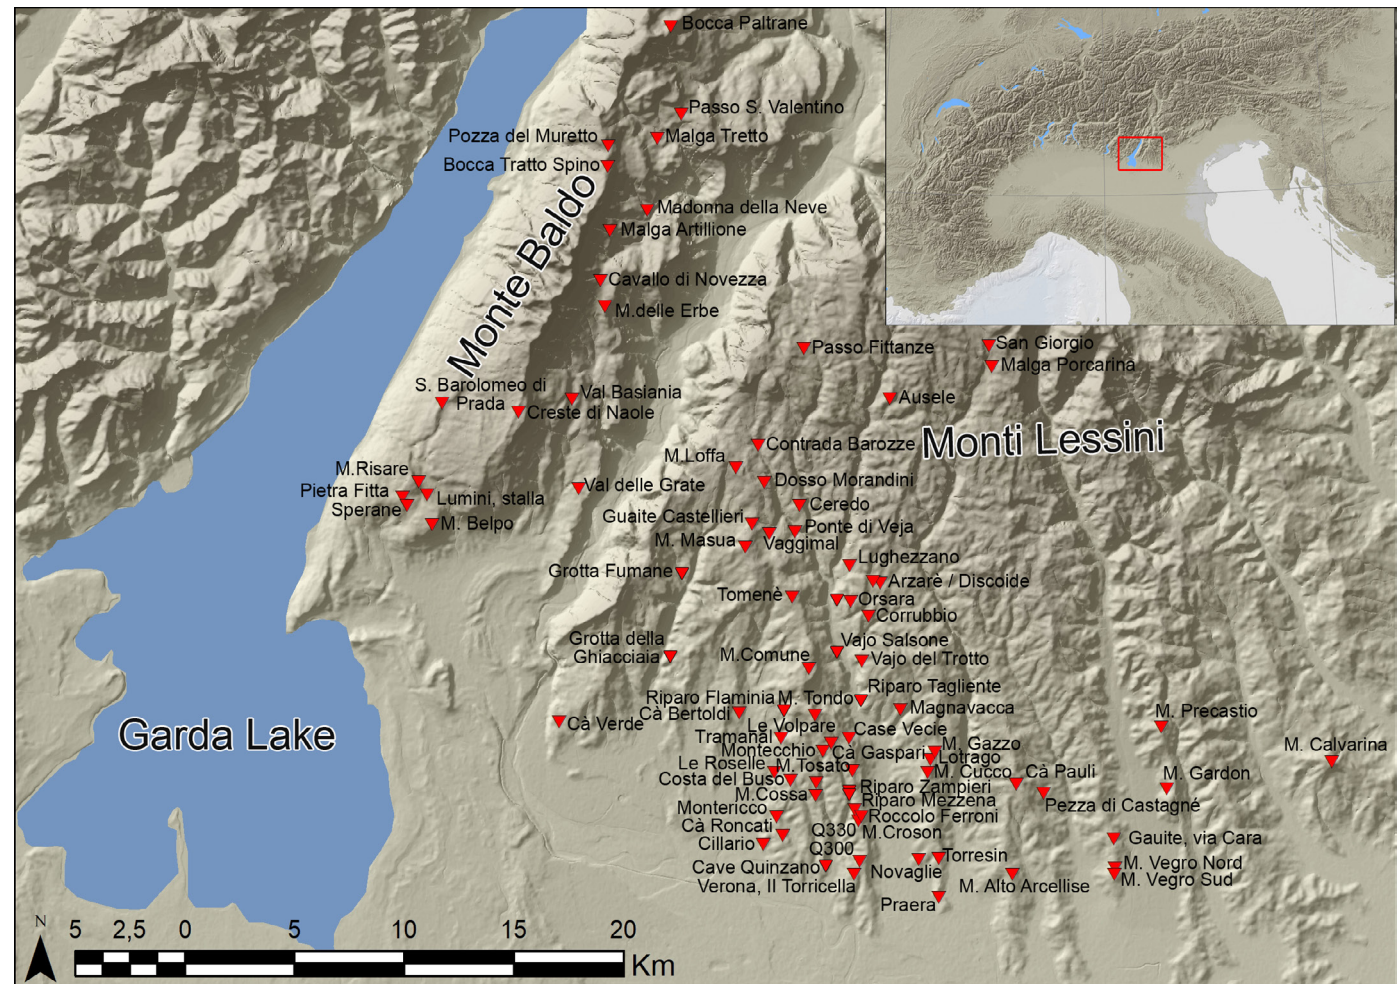 Bocca Paltrane
Passo S. Valentino
Pozza del Muretto
Malga Tretto
Bocca Tratto Spino
Monte Baldo
Madonna della Neve
Malga Artillione
Cavallo di Novezza
M.delle Erbe
Passo Fittanze
San Giorgio
Malga Porcarina
S. Barolomeo di
Prada
Val Basiania
Creste di Naole
Ausele
Monti Lessini
Contrada Barozze
M.Loffa
M.Risare
Pietra Fitta
Lumini, stalla
Sperane
M. Belpo
Val delle Grate
Dosso Morandini
Ceredo
Guaite Castellieri
Ponte di Veja
M. Masua
Vaggimal
Lughezzano
Grotta Fumane
Arzarè / Discoide
Tomenè
Orsara
Corrubbio
Grotta della
Ghiacciaia
Vajo Salsone
M.Comune
Vajo del Trotto
Riparo Tagliente
Riparo Flaminia
M. Tondo
Magnavacca
Cà Bertoldi
Cà Verde
Le Volpare
Case Vecie
M. Precastio
Garda Lake
Tramanal
Montecchio
Cà Gaspari
M. Gazzo
Lotrago
M. Calvarina
Le Roselle
M.Tosato
M. Cucco
Cà Pauli
M. Gardon
Costa del Buso
Riparo Zampieri
M.Cossa
Riparo Mezzena
Pezza di Castagné
Montericco
Roccolo Ferroni
Cà Roncati
Q330
M.Croson
Gauite, via Cara
Cillario
Q300
Torresin
Cave Quinzano
Novaglie
M. Vegro Nord
Verona, II Torricella
M. Alto Arcellise
M. Vegro Sud
Praera
N
5 2,5 0 5 10 15 20
Km